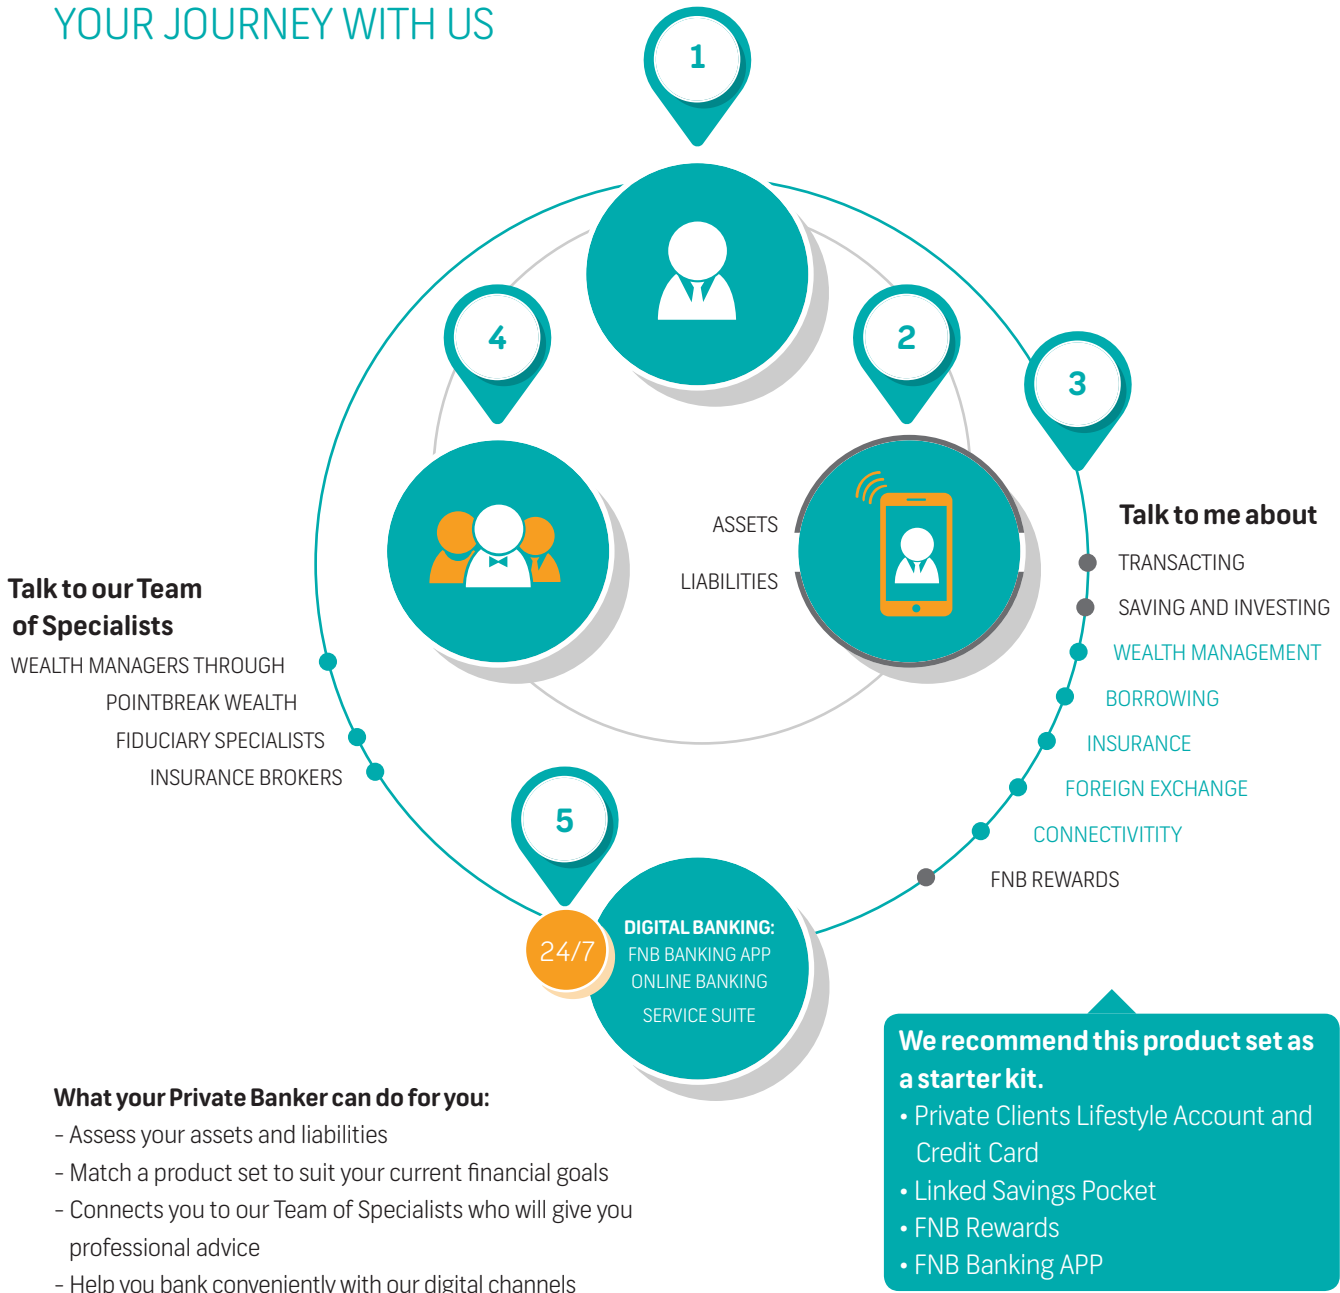 YOUR JOURNEY WITH US
1
4
2
3
ASSETS
LIABILITIES
Talk to me about
TRANSACTING
SAVING AND INVESTING
WEALTH MANAGEMENT
BORROWING
INSURANCE
FOREIGN EXCHANGE
CONNECTIVITITY
FNB REWARDS
Talk to our Team
of Specialists
WEALTH MANAGERS THROUGH
POINTBREAK WEALTH
FIDUCIARY SPECIALISTS
INSURANCE BROKERS
5
24/7
DIGITAL BANKING:
FNB BANKING APP
ONLINE BANKING
SERVICE SUITE
What your Private Banker can do for you:
- Assess your assets and liabilities
- Match a product set to suit your current financial goals
- Connects you to our Team of Specialists who will give you
professional advice
- Help you bank conveniently with our digital channels
We recommend this product set as
a starter kit.
• Private Clients Lifestyle Account and
Credit Card
• Linked Savings Pocket
• FNB Rewards
• FNB Banking APP